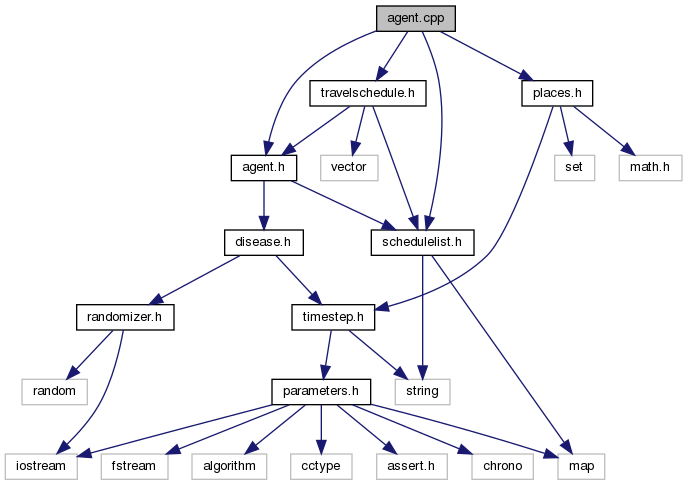 agent.cpp
travelschedule.h
places.h
agent.h
vector
set
math.h
disease.h
schedulelist.h
randomizer.h
timestep.h
random
parameters.h
string
iostream
fstream
algorithm
cctype
assert.h
chrono
map